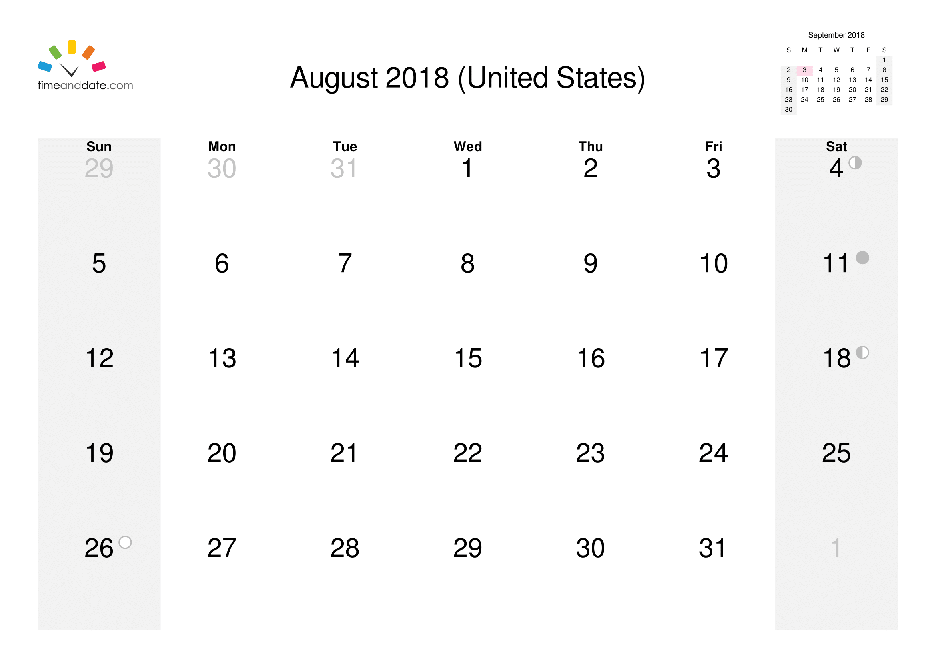 September 2018
S M T W T F S
1
2 3 4 5 6 7 8
9 10 11 12 13 14 15
16 17 18 19 20 21 22
23 24 25 26 27 28 29
30
timeanddate.com
August 2018 (United States)
Sun Mon Tue Wed Thu Fri Sat
29 30 31 1 2 3 4
5 6 7 8 9 10 11
12 13 14 15 16 17 18
19 20 21 22 23 24 25
26 27 28 29 30 31 1